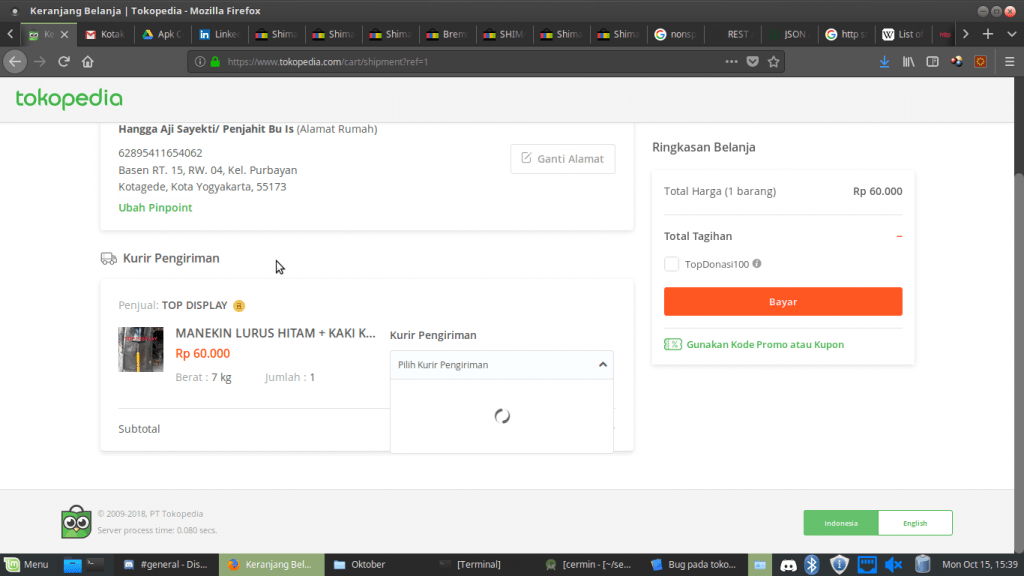 Keranjang Belanja | Tokopedia - Mozilla Firefox
Ke
Kotak
Apk C
Linke
Shima
Shima
Shima
Brem
SHIM
Shima
Shima
nonsp
REST
JSON
http s
List of
https://www.tokopedia.com/cart/shipment?ref=1
tokopedia
Hangga Aji Sayekti/ Penjahit Bu Is (Alamat Rumah)
62895411654062
Basen RT. 15, RW. 04, Kel. Purbayan
Kotagede, Kota Yogyakarta, 55173
Ubah Pinpoint
Ganti Alamat
Kurir Pengiriman
Penjual: TOP DISPLAY
MANEKIN LURUS HITAM + KAKI K...
Rp 60.000
Berat : 7 kg Jumlah : 1
Kurir Pengiriman
Pilih Kurir Pengiriman
Subtotal
Ringkasan Belanja
Total Harga (1 barang) Rp 60.000
Total Tagihan -
TopDonasi100
Bayar
Gunakan Kode Promo atau Kupon
© 2009-2018, PT Tokopedia
Server process time: 0.080 secs.
Indonesia English
Menu
#general - Dis...
Keranjang Bel...
Oktober
[Terminal]
[cermin - [~/se...
Bug pada toko...
Mon Oct 15, 15:39